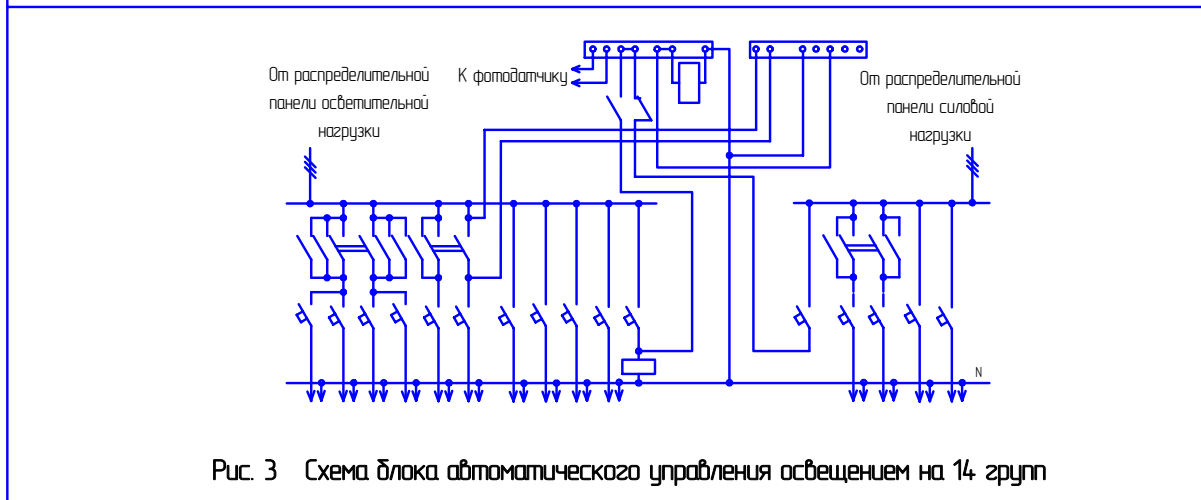 От распределительной
панели осветительной
нагрузки
К фотодатчику
От распределительной
панели силовой
нагрузки
N
Рис. 3 Схема блока автоматического управления освещением на 14 групп